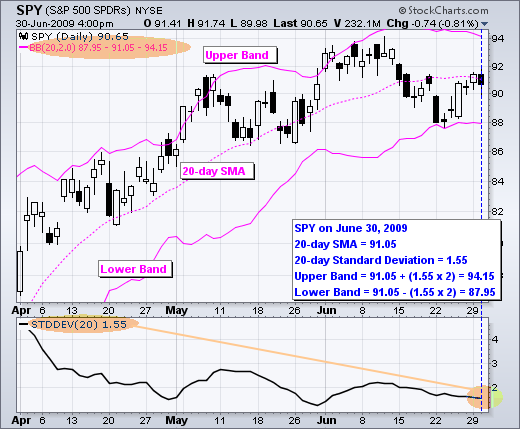 SPY (S&P 500 SPDRs) NYSE
© StockCharts.com
30-Jun-2009 4:00pm O 91.41 H 91.74 L 89.98 Last 90.65 V 232.1M Chg -0.74 (-0.81%)
SPY (Daily) 90.65
BB(20,2.0) 87.95 - 91.05 - 94.15
Upper Band
20-day SMA
Lower Band
SPY on June 30, 2009
20-day SMA = 91.05
20-day Standard Deviation = 1.55
Upper Band = 91.05 + (1.55 x 2) = 94.15
Lower Band = 91.05 - (1.55 x 2) = 87.95
94
92
90
88
86
84
82
Apr 6 13 20 27 May 11 18 26 Jun 8 15 22 29
STDDEV(20) 1.55
4
3
2
Apr 6 13 20 27 May 11 18 26 Jun 8 15 22 29